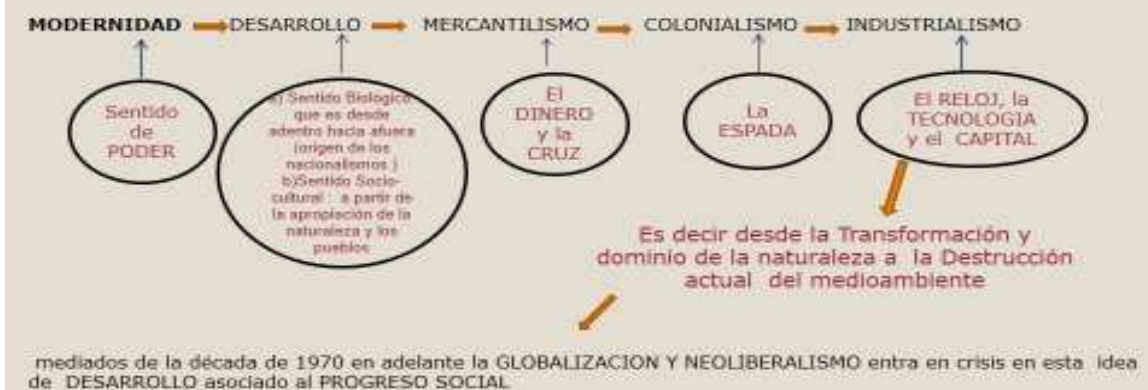 MODERNIDAD DESARROLLO MERCANTILISMO COLONIALISMO INDUSTRIALISMO
Sentido
de
PODER
a) Sentido Biologico
que es desde
adentro hacia afuera
(origen de los
nacionalismos )
b)Sentido Socio-
cultural : a partir de
la apropiación de la
naturaleza y los
pueblos
El
DINERO
y la
CRUZ
La
ESPADA
El RELOJ, la
TECNOLOGIA
y el CAPITAL
Es decir desde la Transformación y
dominio de la naturaleza a la Destrucción
actual del medioambiente
mediados de la década de 1970 en adelante la GLOBALIZACION Y NEOLIBERALISMO entra en crisis en esta idea
de DESARROLLO asociado al PROGRESO SOCIAL